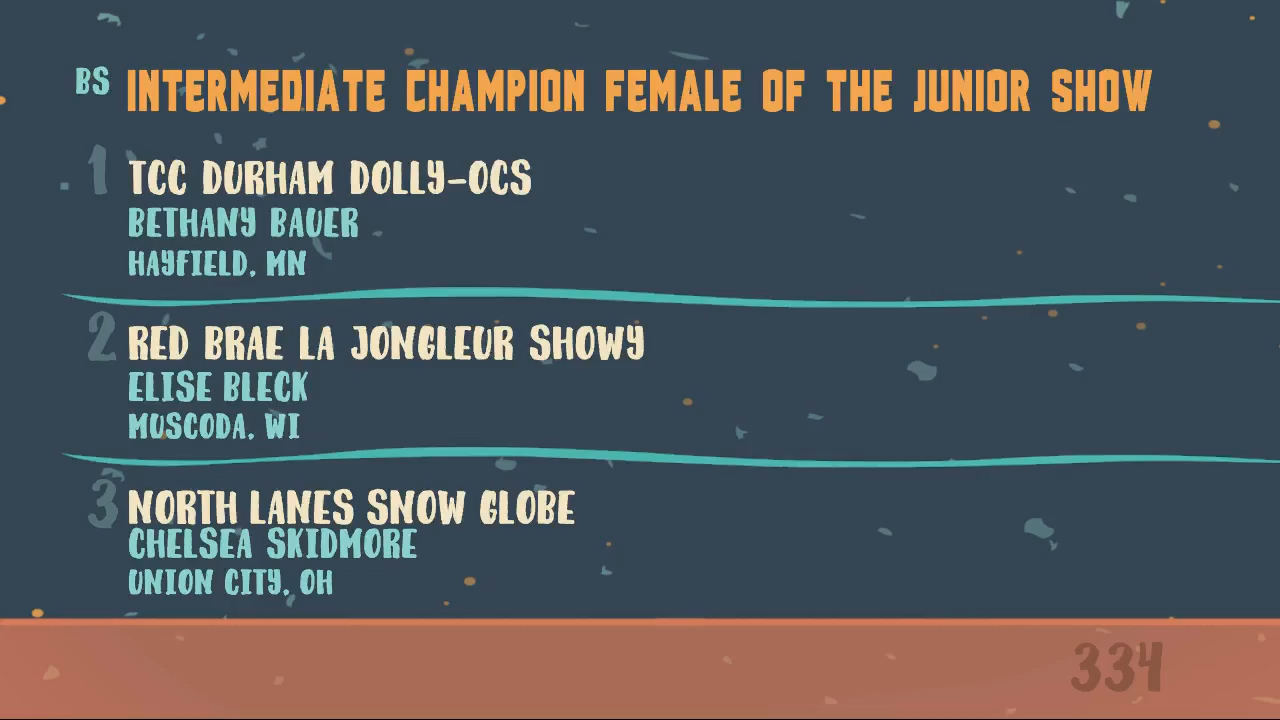 BS INTERMEDIATE CHAMPION FEMALE OF THE JUNIOR SHOW
1 TCC DURHAM DOLLY-OCS
BETHANY BAUER
HAYFIELD, MN
2 RED BRAE LA JONGLEUR SHOWY
ELISE BLECK
MUSCODA, WI
3 NORTH LANES SNOW GLOBE
CHELSEA SKIDMORE
UNION CITY, OH
334